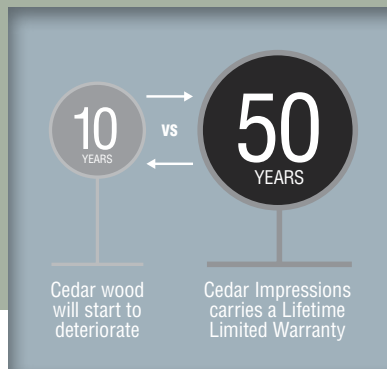 10
YEARS
vs
50
YEARS
Cedar wood
will start to
deteriorate
Cedar Impressions
carries a Lifetime
Limited Warranty